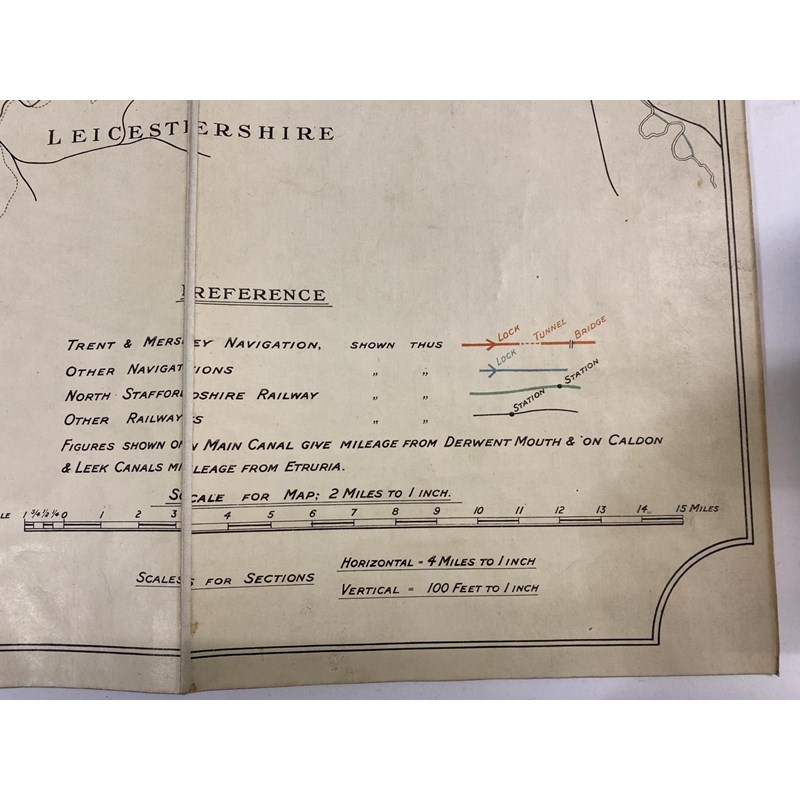 LEICESTERSHIRE
REFERENCE
TRENT & MERSEY NAVIGATION, SHOWN THUS LOCK TUNNEL BRIDGE
OTHER NAVIGATIONS " " LOCK
NORTH STAFFORDSHIRE RAILWAY " " STATION
OTHER RAILWAYS " " STATION
FIGURES SHOWN ON MAIN CANAL GIVE MILEAGE FROM DERWENT MOUTH & ON CALDON
& LEEK CANALS MILEAGE FROM ETRURIA.
SCALE FOR MAP: 2 MILES TO 1 INCH.
LE 1 3/4 1/2 1/4 0 1 2 3 4 5 6 7 8 9 10 11 12 13 14 15 MILES
SCALES FOR SECTIONS
HORIZONTAL - 4 MILES TO 1 INCH
VERTICAL = 100 FEET TO 1 INCH